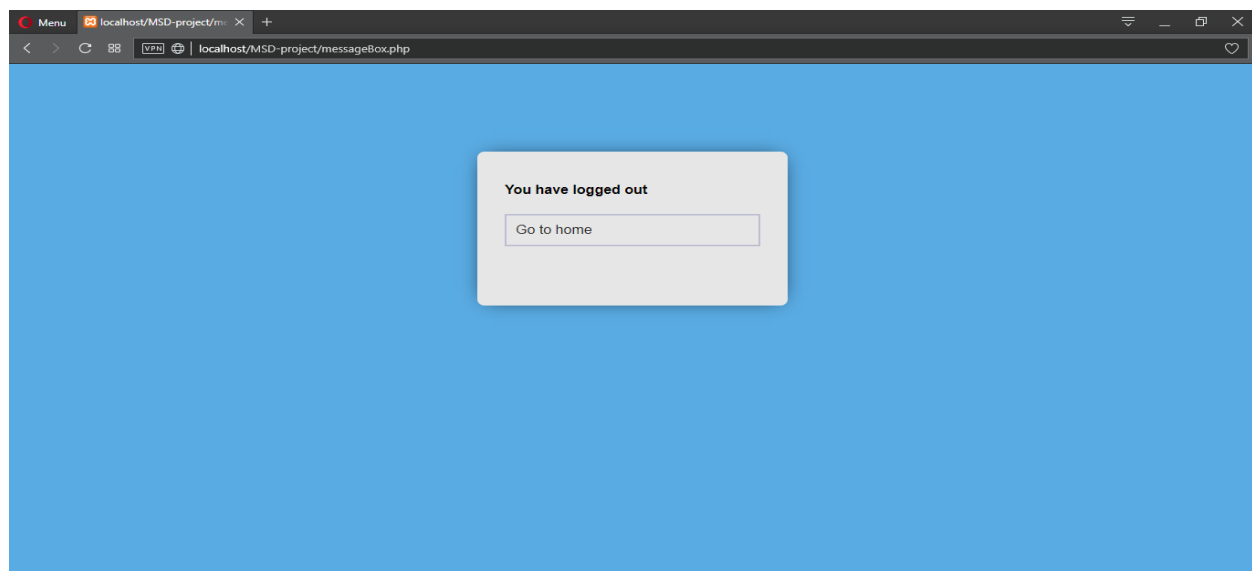 Menu localhost/MSD-project/me
VPN localhost/MSD-project/messageBox.php
You have logged out
Go to home